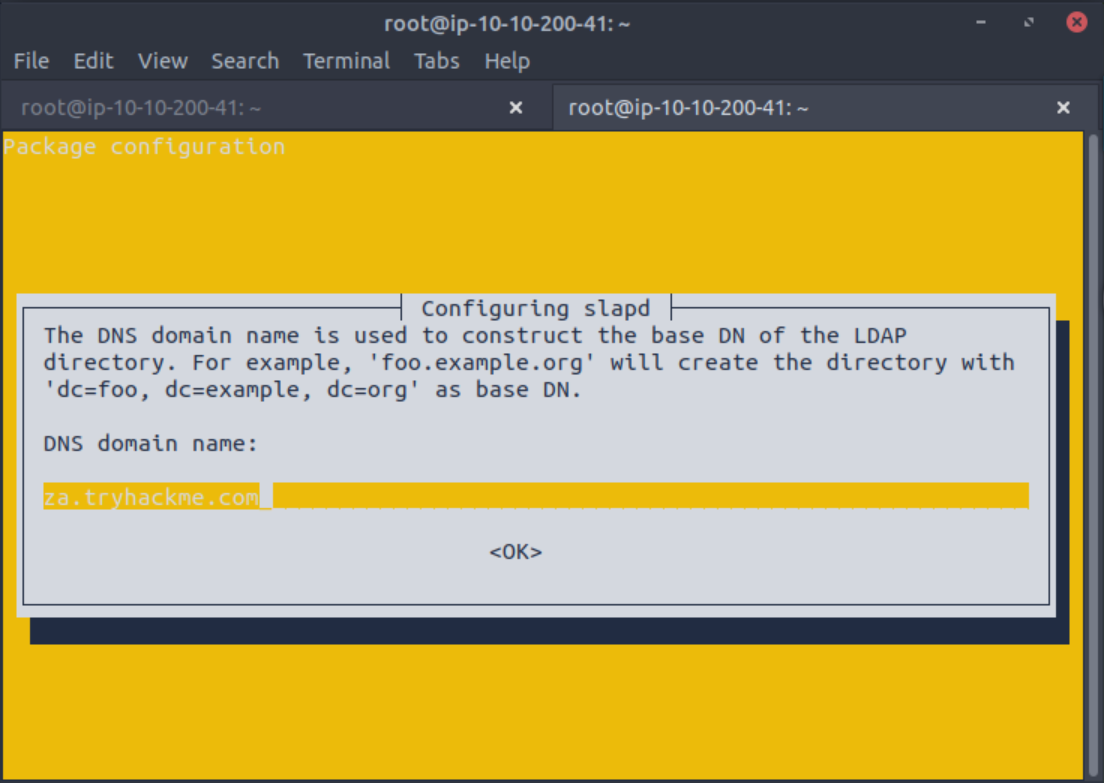 root@ip-10-10-200-41: ~
File Edit View Search Terminal Tabs Help
root@ip-10-10-200-41: ~
root@ip-10-10-200-41: ~
Package configuration
Configuring slapd
The DNS domain name is used to construct the base DN of the LDAP
directory. For example, 'foo.example.org' will create the directory with
'dc=foo, dc=example, dc=org' as base DN.
DNS domain name:
za.tryhackme.com
<OK>